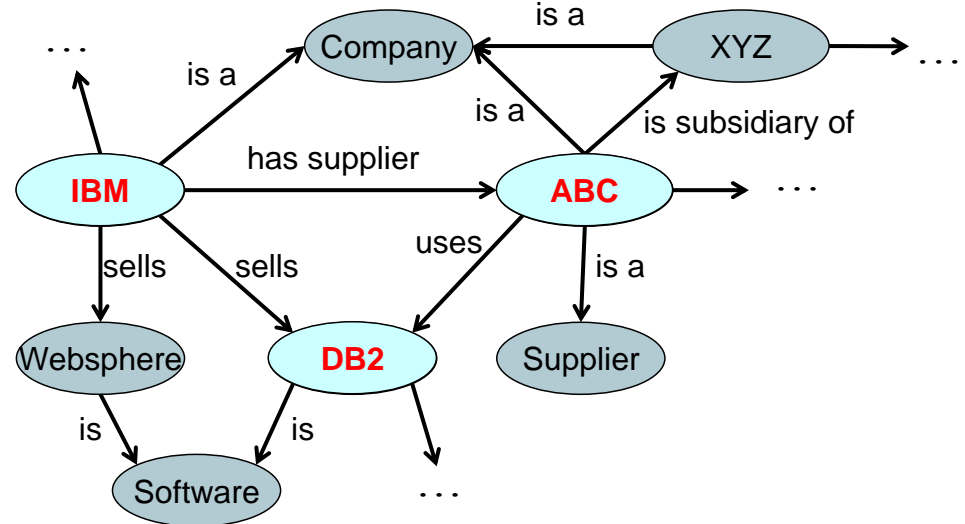 is a
...
Company
XYZ
...
is a
is a
is subsidiary of
has supplier
IBM
ABC
...
uses
sells
sells
is a
Websphere
DB2
Supplier
is
is
Software
...